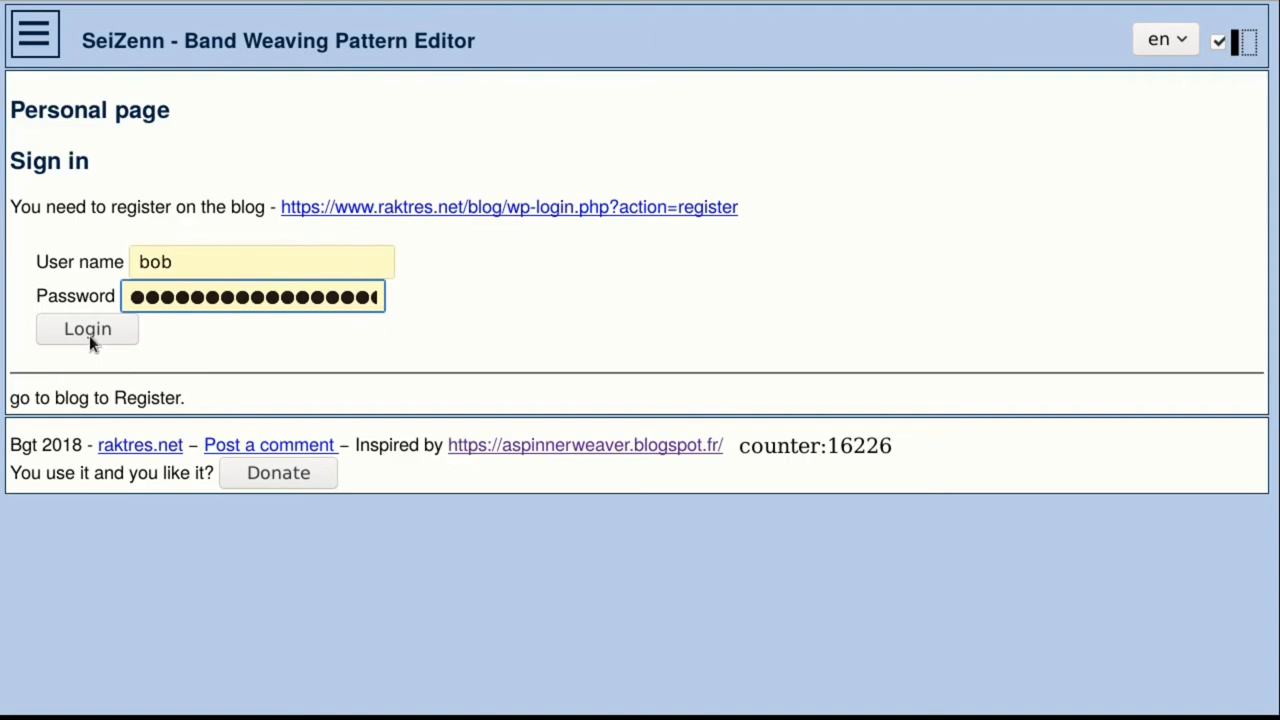 SeiZenn - Band Weaving Pattern Editor
en
Personal page
Sign in
You need to register on the blog - https://www.raktres.net/blog/wp-login.php?action=register
User name bob
Password
Login
go to blog to Register.
Bgt 2018 - raktres.net – Post a comment – Inspired by https://aspinnerweaver.blogspot.fr/ counter:16226
You use it and you like it? Donate